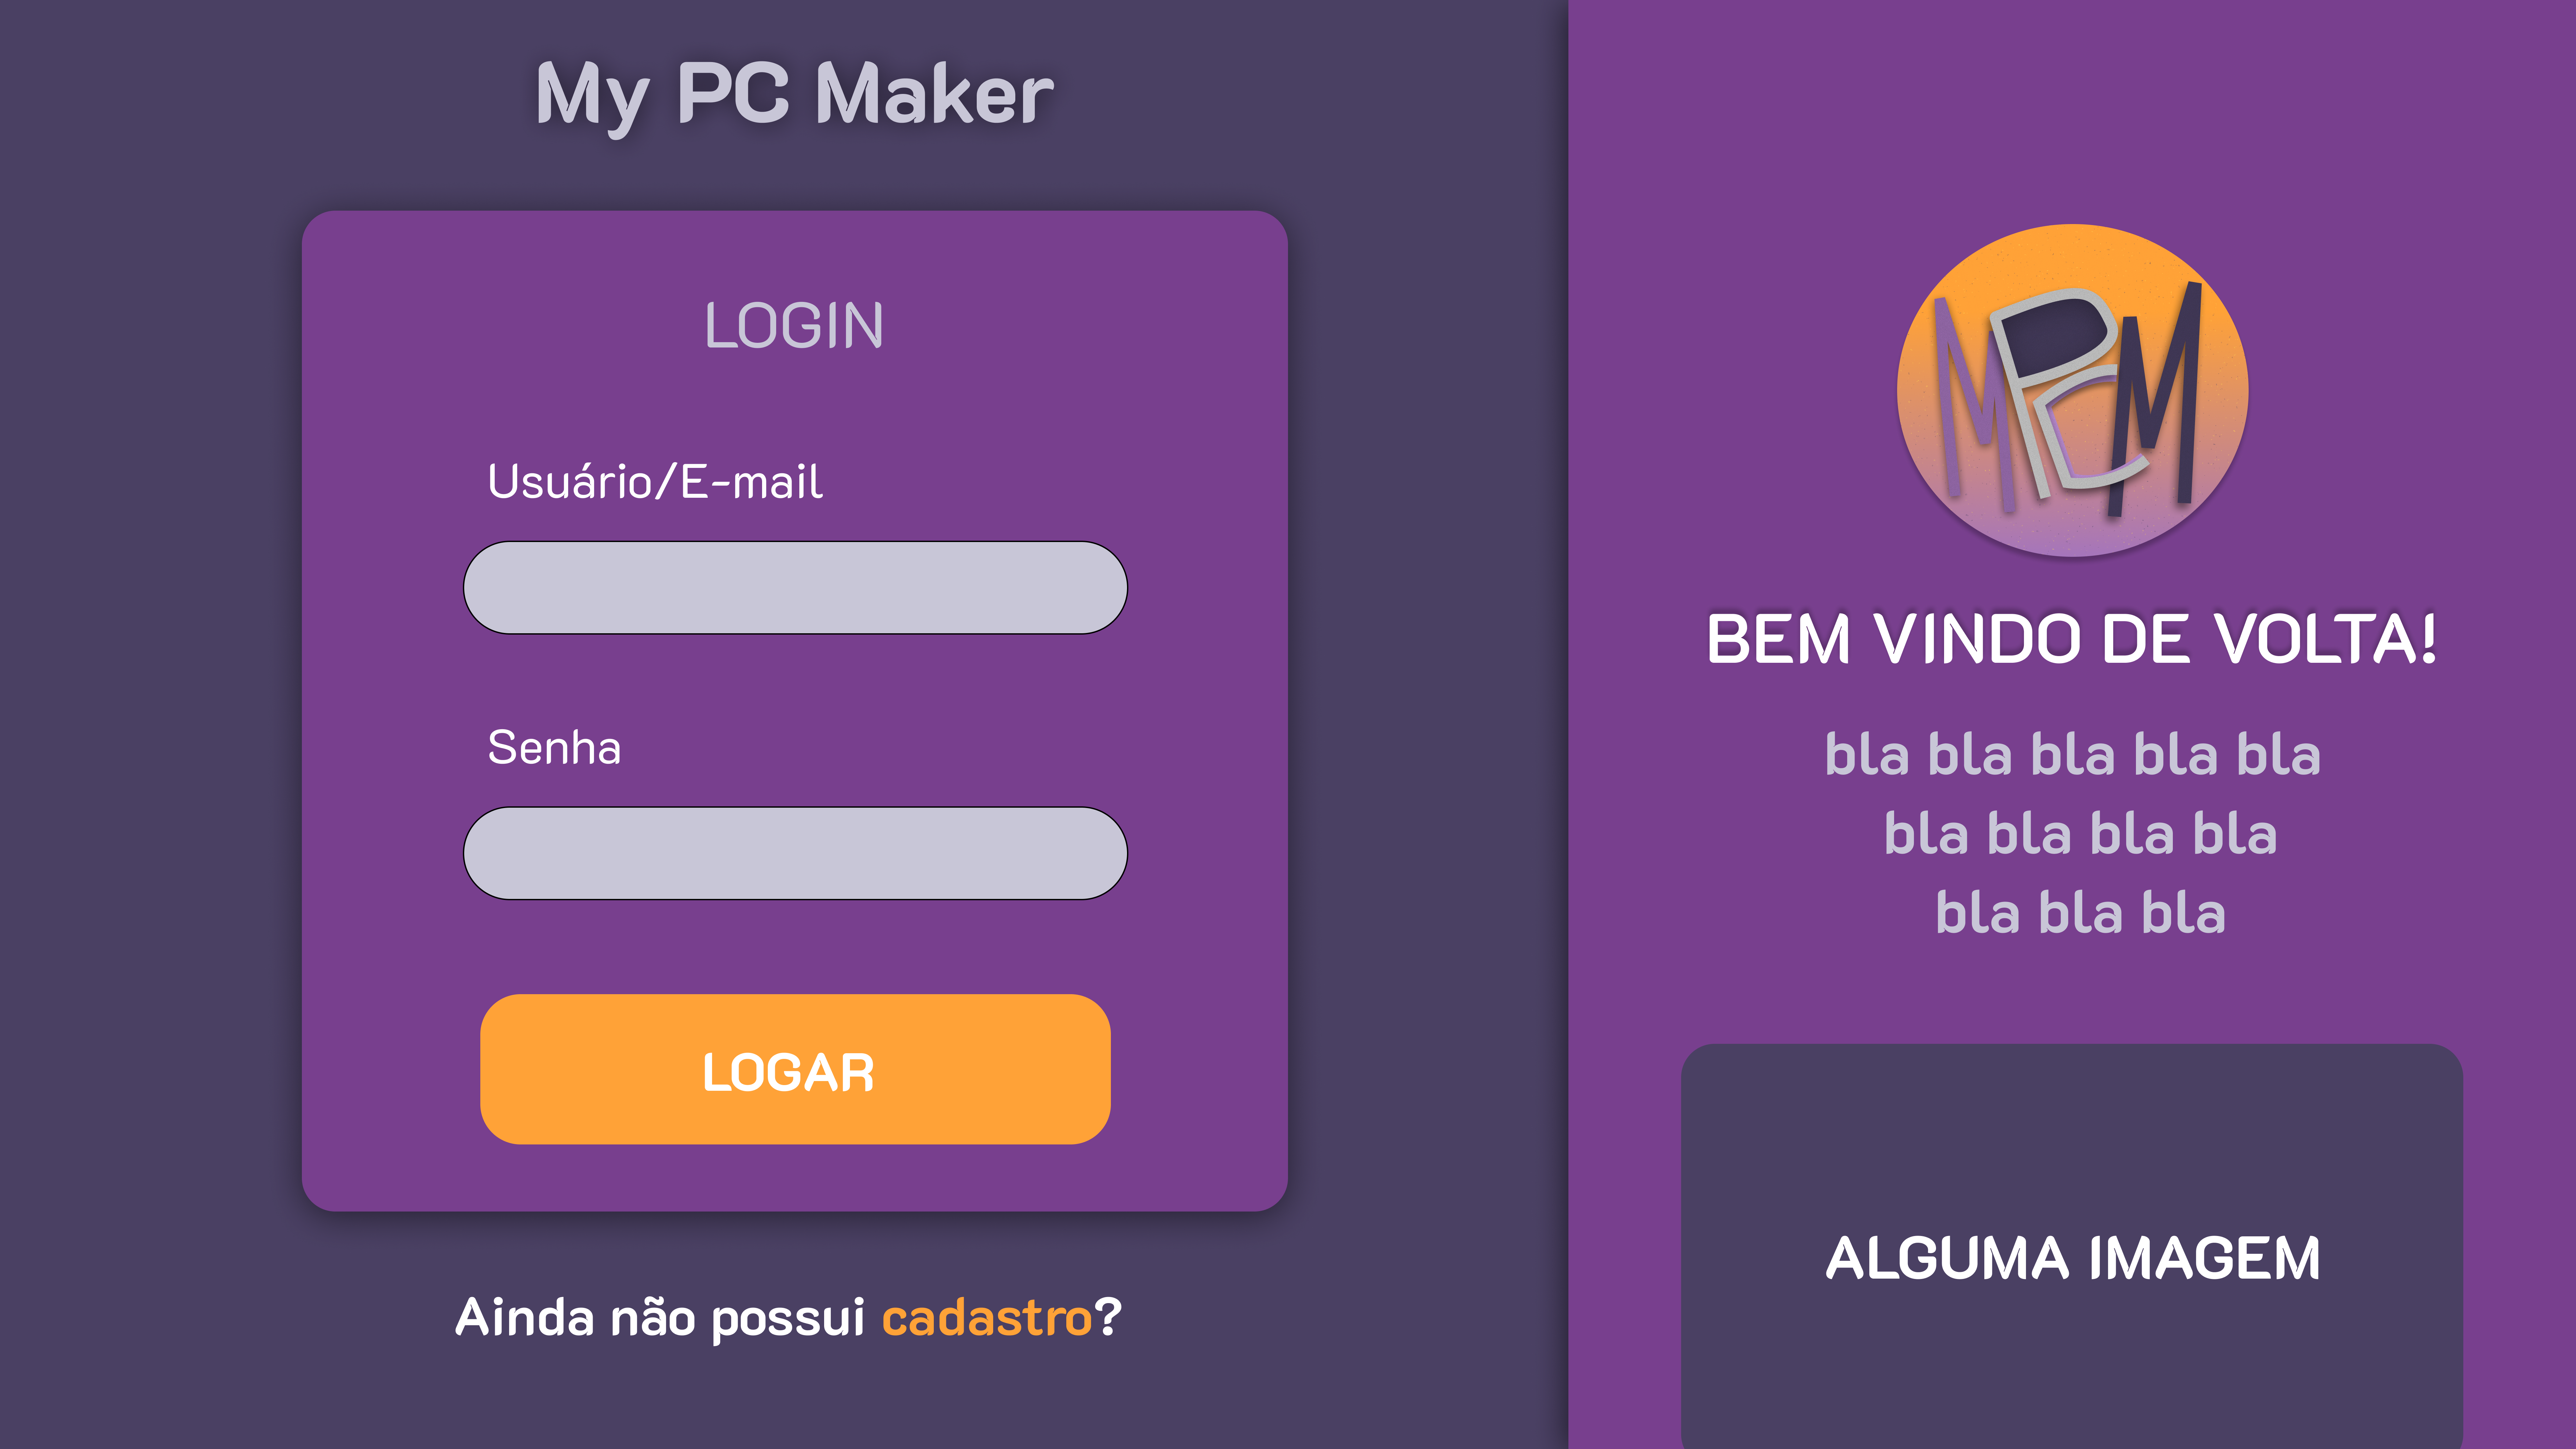 My PC Maker
LOGIN
Usuário/E-mail
Senha
LOGAR
Ainda não possui cadastro?
MPCM
BEM VINDO DE VOLTA!
bla bla bla bla bla
bla bla bla bla
bla bla bla
ALGUMA IMAGEM